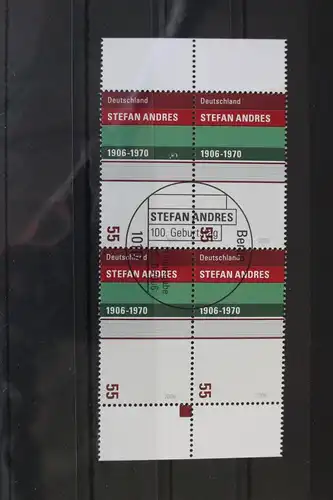 Deutschland Deutschland
STEFAN ANDRES STEFAN ANDRES
1906-1970 1906-1970
55 55
STEFAN ANDRES
100. Geburtstag
Deutschland Deutschland
STEFAN ANDRES STEFAN ANDRES
1906-1970 1906-1970
55 55